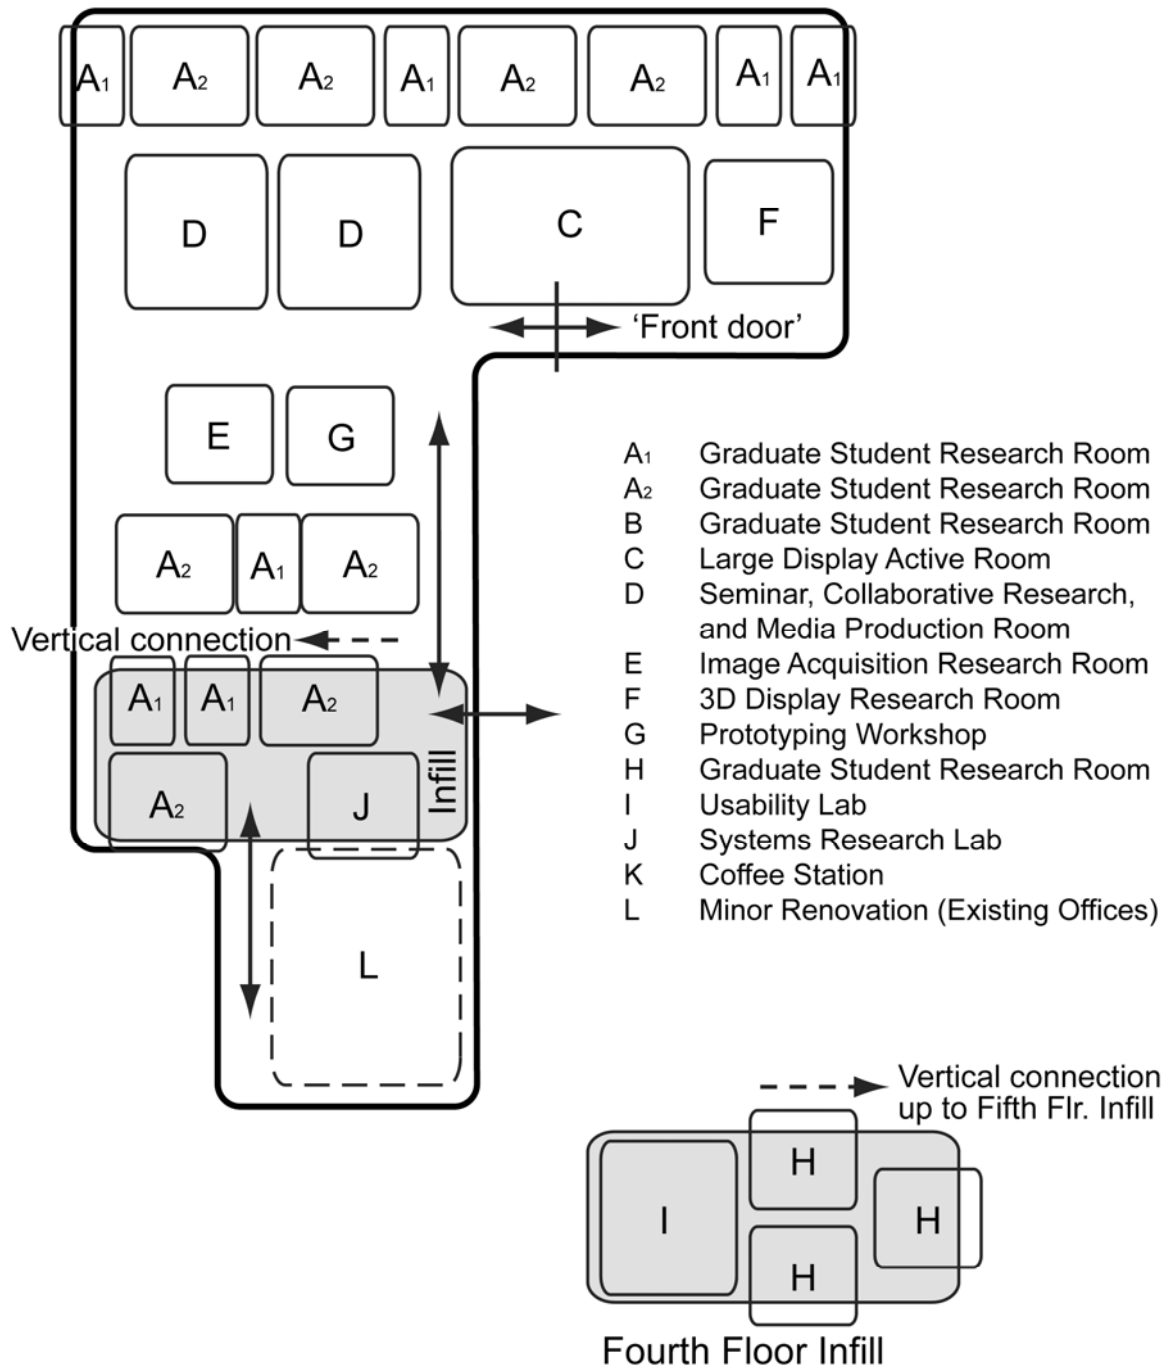 A1 A2 A2 A1 A2 A2 A1 A1
D D C F
‘Front door’
E G
A2 A1 A2
Vertical connection
A1 A1 A2
A2 J Infill
L
A1 Graduate Student Research Room
A2 Graduate Student Research Room
B Graduate Student Research Room
C Large Display Active Room
D Seminar, Collaborative Research,
and Media Production Room
E Image Acquisition Research Room
F 3D Display Research Room
G Prototyping Workshop
H Graduate Student Research Room
I Usability Lab
J Systems Research Lab
K Coffee Station
L Minor Renovation (Existing Offices)
Vertical connection
up to Fifth Flr. Infill
H
I H
H
Fourth Floor Infill